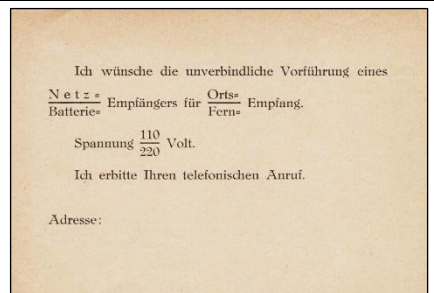 Ich wünsche die unverbindliche Vorführung eines
Netz=
Batterie= Empfängers für Orts=
Fern= Empfang.
Spannung 110
220 Volt.
Ich erbitte Ihren telefonischen Anruf.
Adresse: